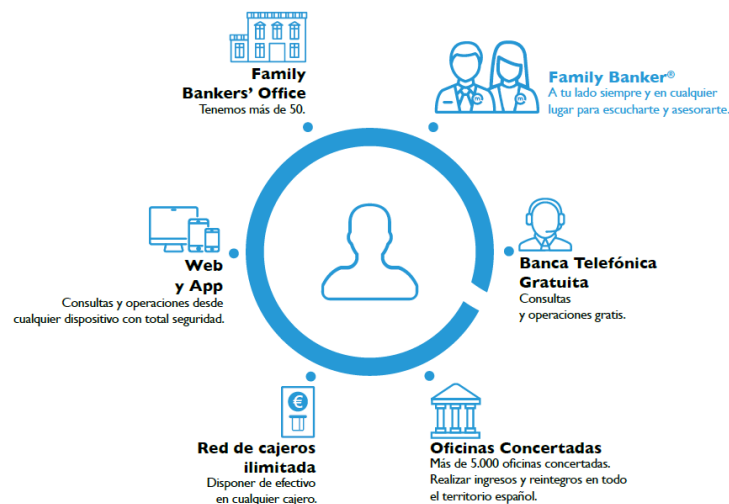 Family
Bankers' Office
Tenemos más de 50.
Family Banker®
A tu lado siempre y en cualquier
lugar para escucharte y asesorarte.
Web
y App
Consultas y operaciones desde
cualquier dispositivo con total seguridad.
Banca Telefónica
Gratuita
Consultas
y operaciones gratis.
€
Red de cajeros
ilimitada
Disponer de efectivo
en cualquier cajero.
Oficinas Concertadas
Más de 5.000 oficinas concertadas.
Realizar ingresos y reintegros en todo
el territorio español.